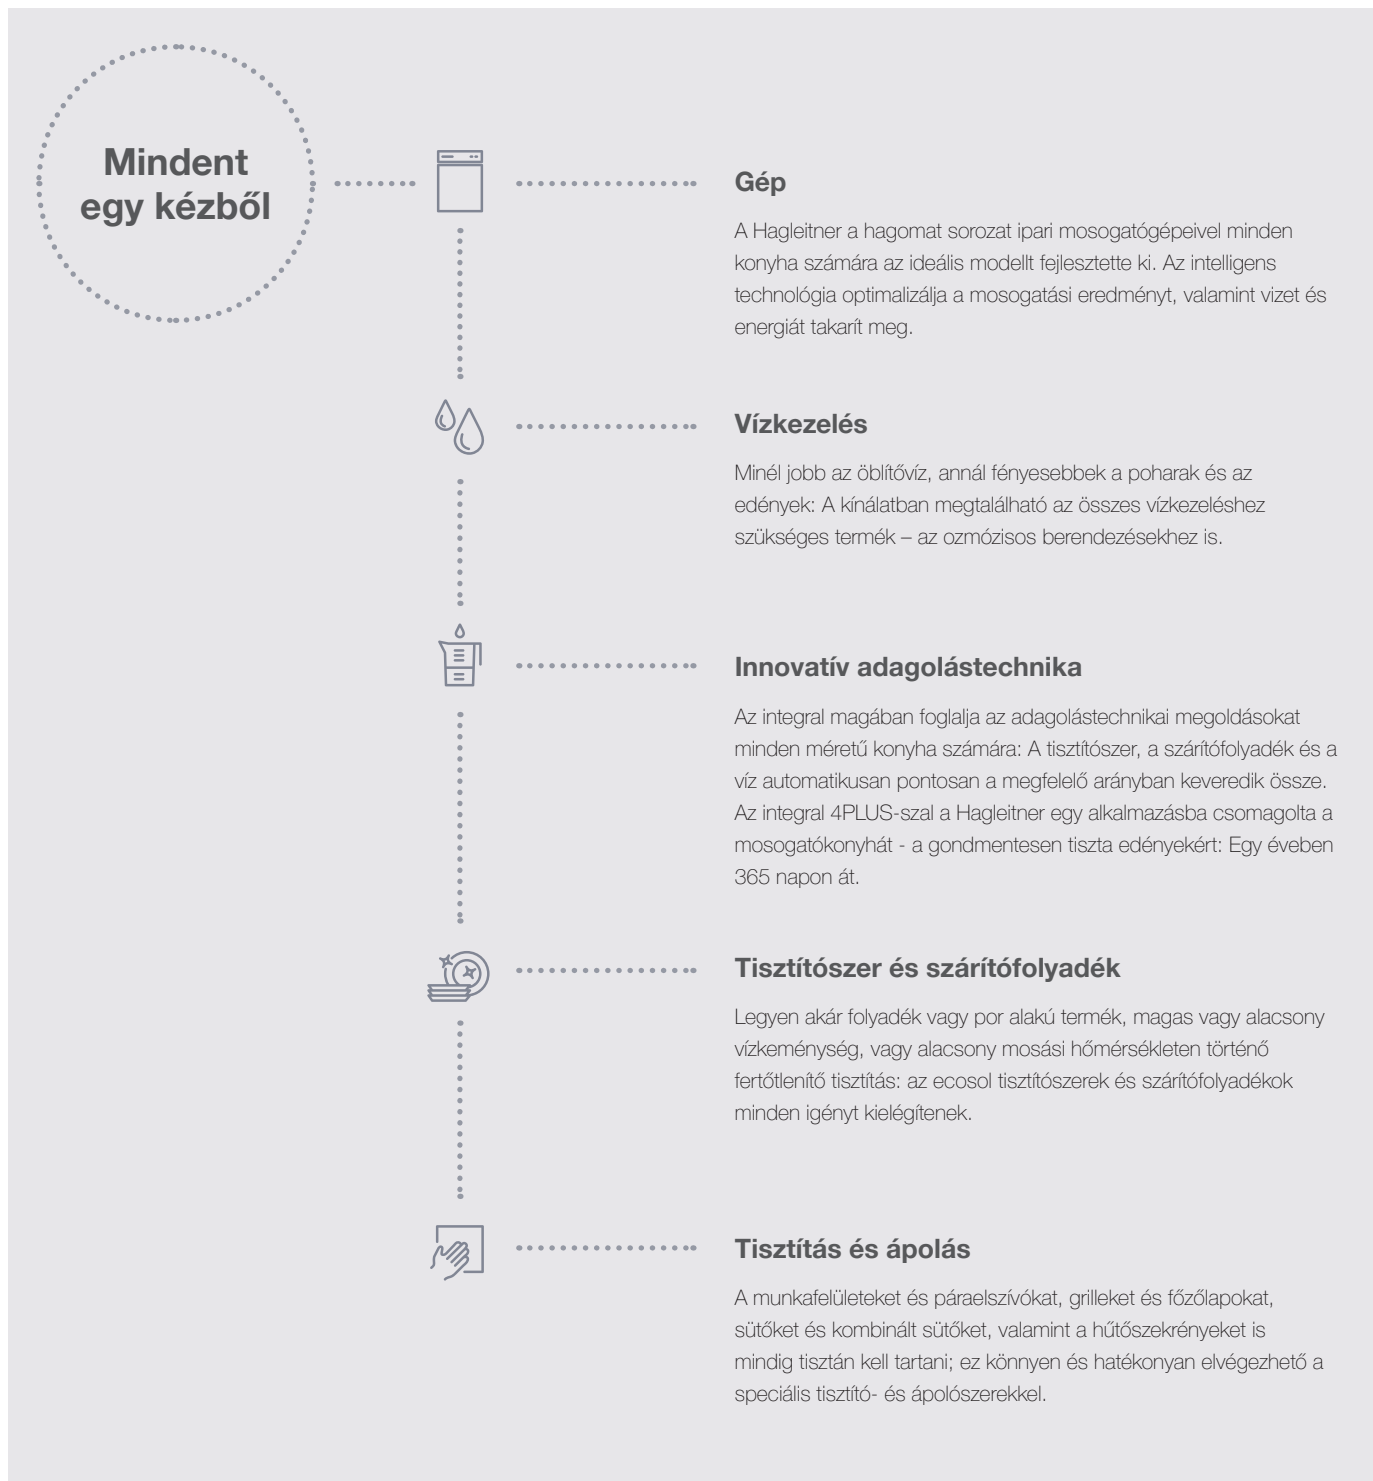 Mindent
egy kézből
Gép
A Hagleitner a hagomat sorozat ipari mosogatógépeivel minden
konyha számára az ideális modellt fejlesztette ki. Az intelligens
technológia optimalizálja a mosogatási eredményt, valamint vizet és
energiát takarít meg.
Vízkezelés
Minél jobb az öblítővíz, annál fényesebbek a poharak és az
edények: A kínálatban megtalálható az összes vízkezeléshez
szükséges termék – az ozmózisos berendezésekhez is.
Innovatív adagolástechnika
Az integral magában foglalja az adagolástechnikai megoldásokat
minden méretű konyha számára: A tisztítószer, a szárítófolyadék és a
víz automatikusan pontosan a megfelelő arányban keveredik össze.
Az integral 4PLUS-szal a Hagleitner egy alkalmazásba csomagolta a
mosogatókonyhát - a gondmentesen tiszta edényekért: Egy éveben
365 napon át.
Tisztítószer és szárítófolyadék
Legyen akár folyadék vagy por alakú termék, magas vagy alacsony
vízkeménység, vagy alacsony mosási hőmérsékleten történő
fertőtlenítő tisztítás: az ecosol tisztítószerek és szárítófolyadékok
minden igényt kielégítenek.
Tisztítás és ápolás
A munkafelületeket és páraelszívókat, grilleket és főzőlapokat,
sütőket és kombinált sütőket, valamint a hűtőszekrényeket is
mindig tisztán kell tartani; ez könnyen és hatékonyan elvégezhető a
speciális tisztító- és ápolószerekkel.